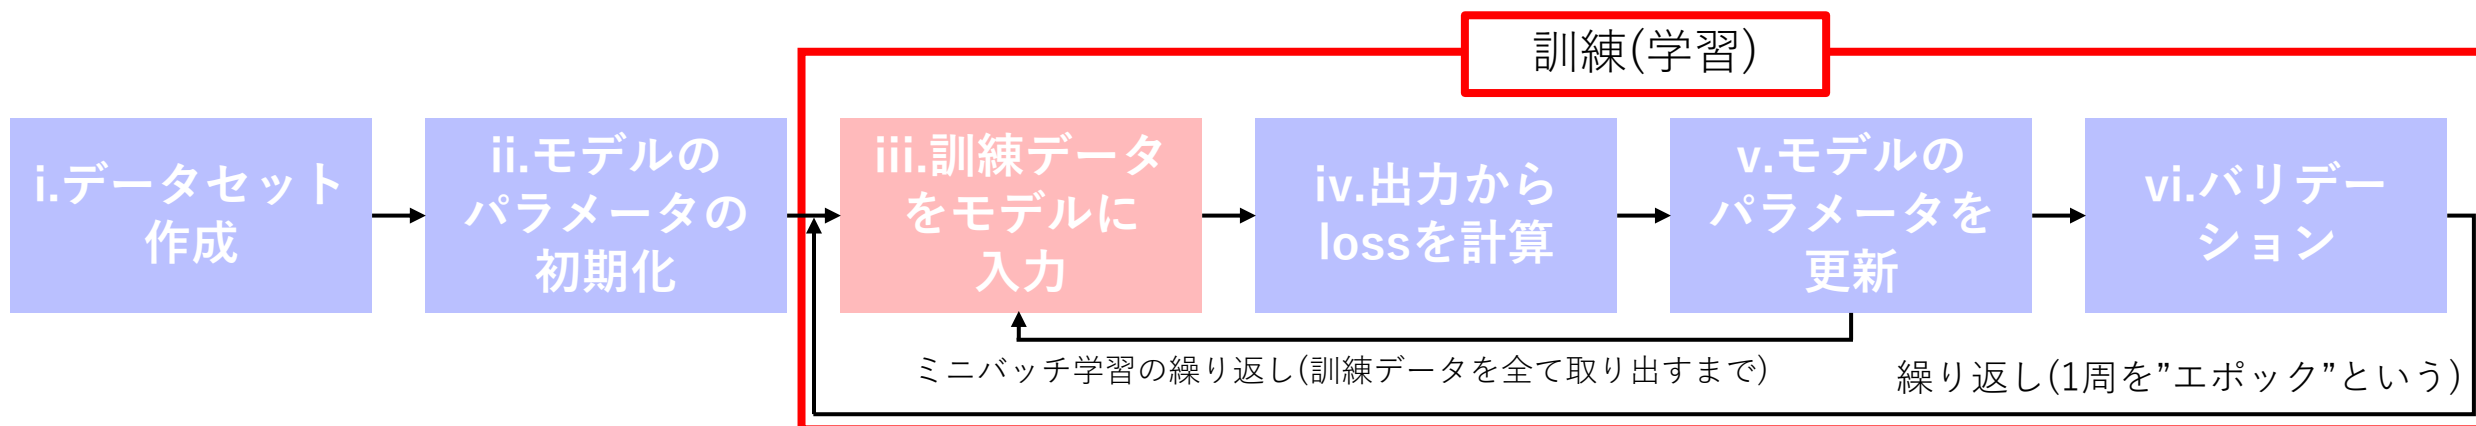 訓練(学習)
i.データセット
作成
ii.モデルの
パラメータの
初期化
iii.訓練データ
をモデルに
入力
iv.出力から
lossを計算
v.モデルの
パラメータを
更新
vi.バリデー
ション
ミニバッチ学習の繰り返し(訓練データを全て取り出すまで)
繰り返し(1周を”エポック”という)